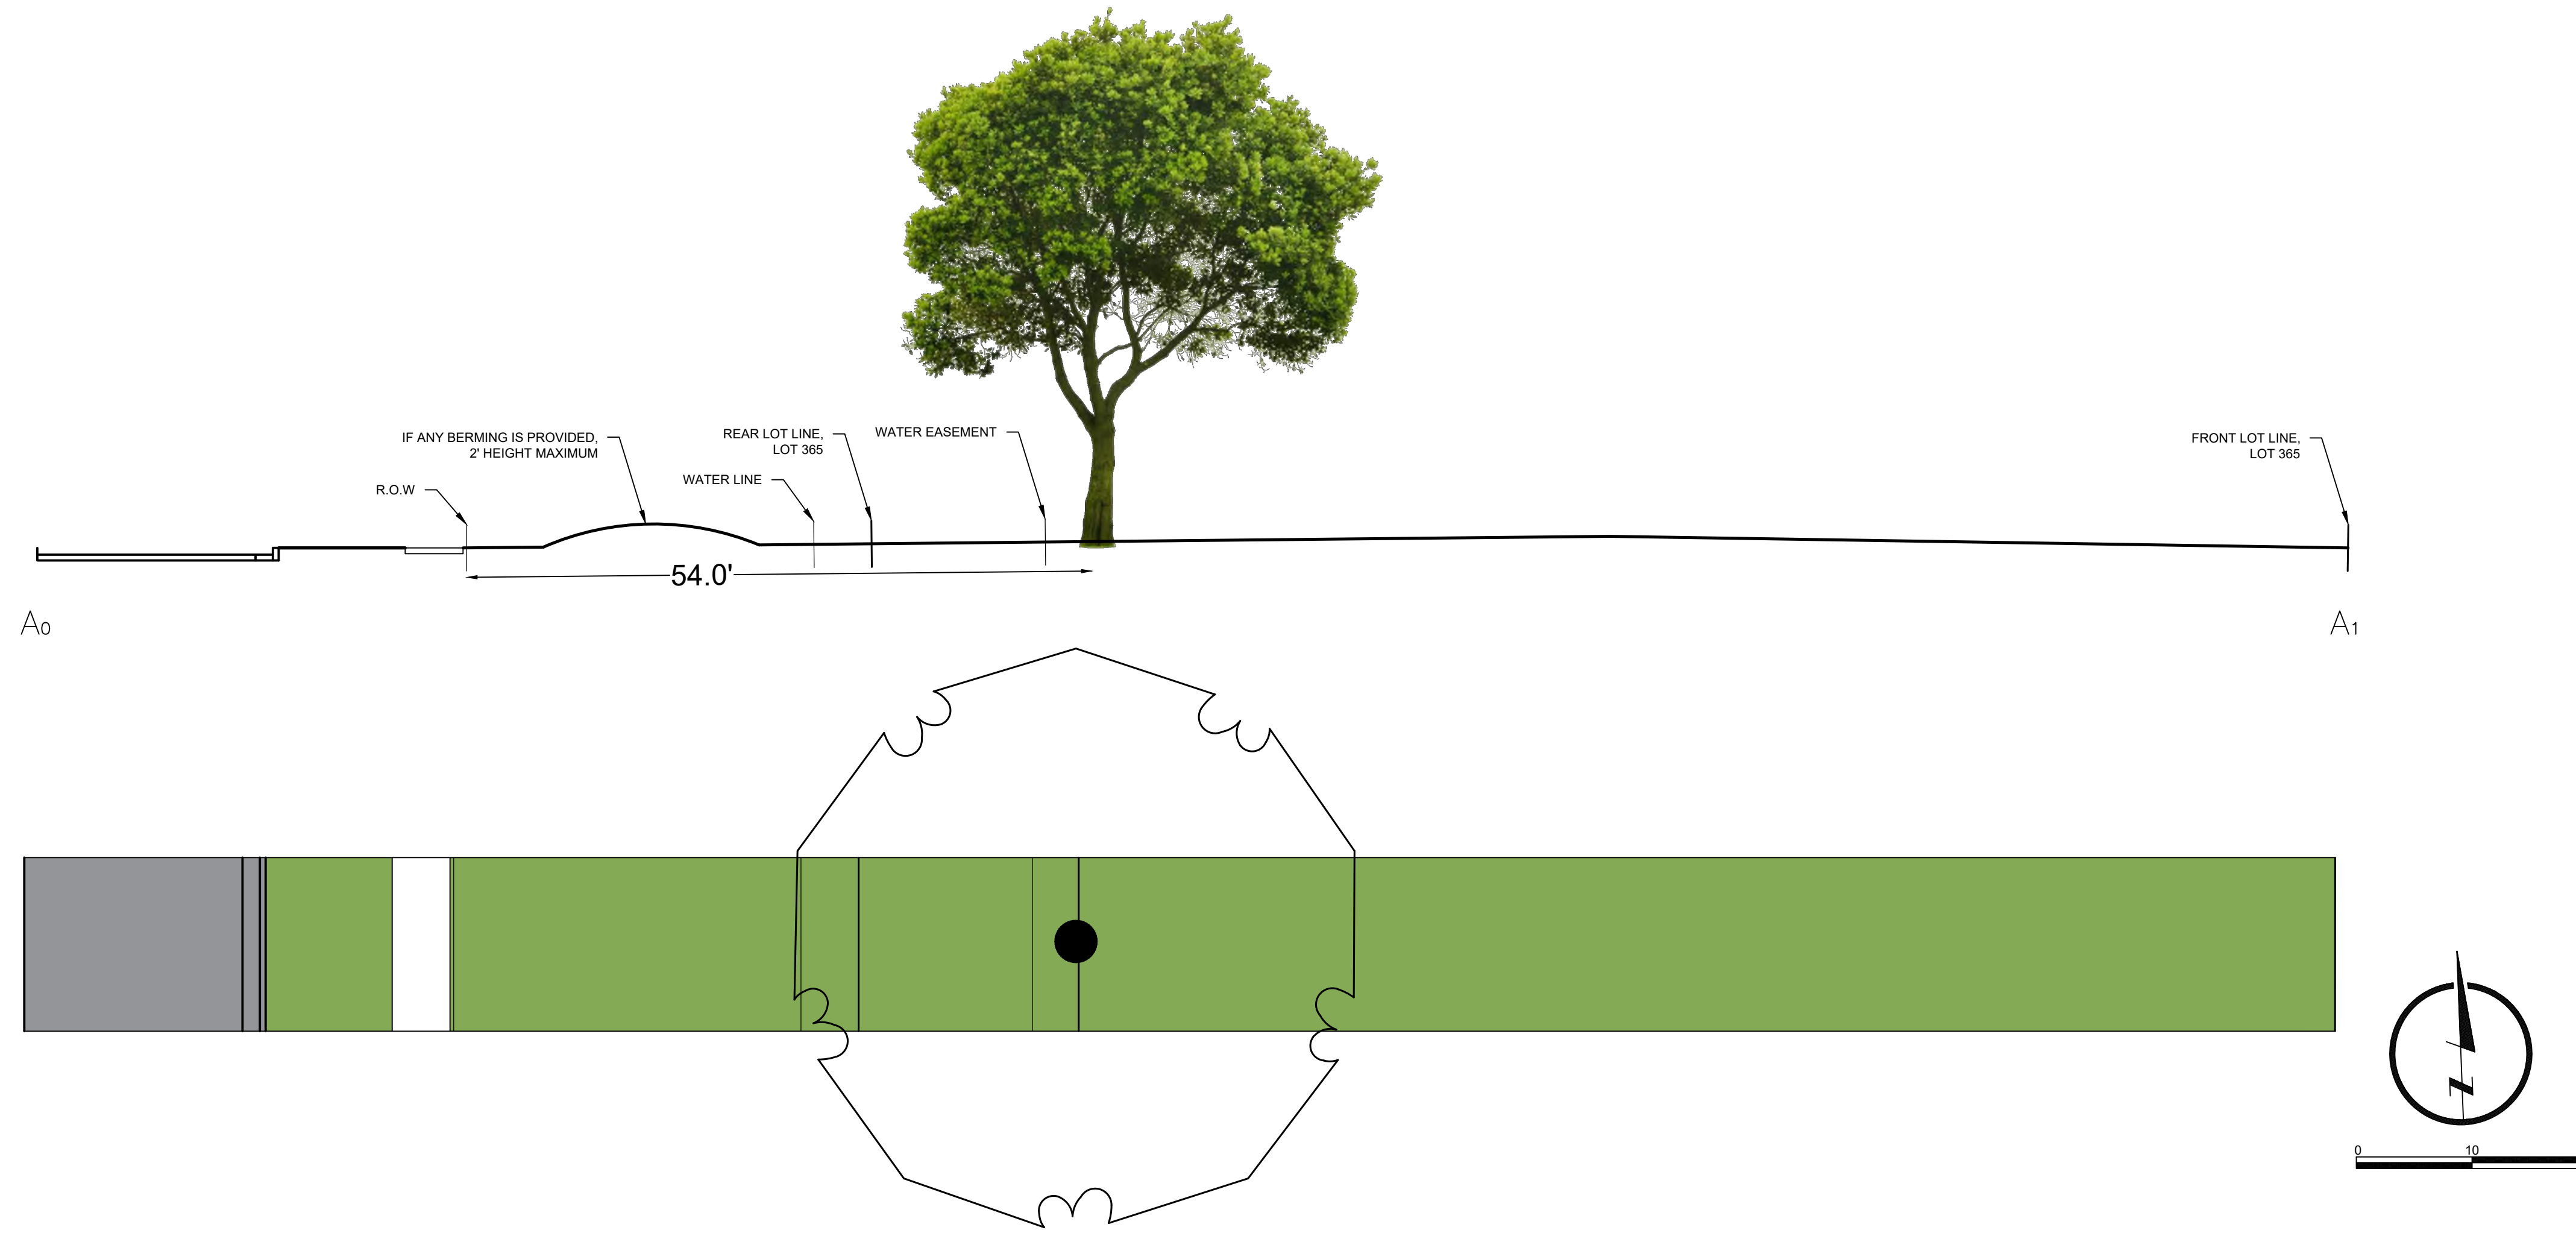 IF ANY BERMING IS PROVIDED,
2' HEIGHT MAXIMUM
REAR LOT LINE,
LOT 365
WATER EASEMENT
FRONT LOT LINE,
LOT 365
R.O.W
WATER LINE
54.0'
A0
A1
N
0
10